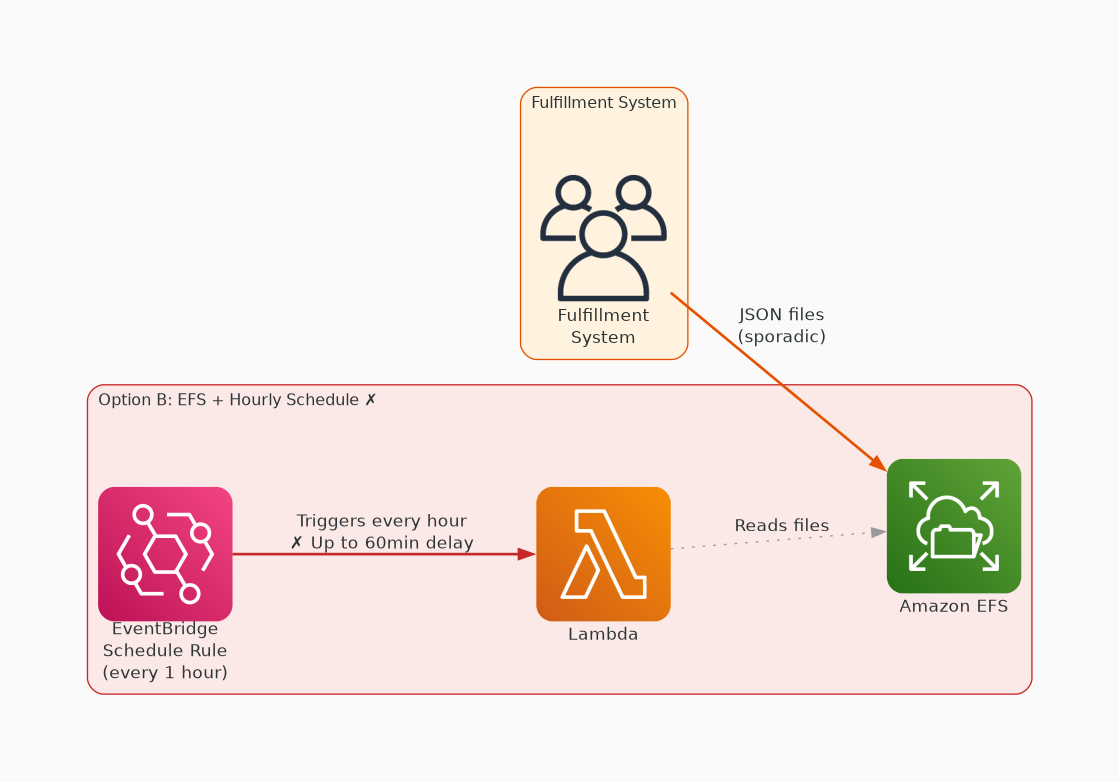 Fulfillment System
Fulfillment
System
JSON files
(sporadic)
Option B: EFS + Hourly Schedule ✗
Triggers every hour
✗ Up to 60min delay
Reads files
EventBridge
Schedule Rule
(every 1 hour)
Lambda
Amazon EFS